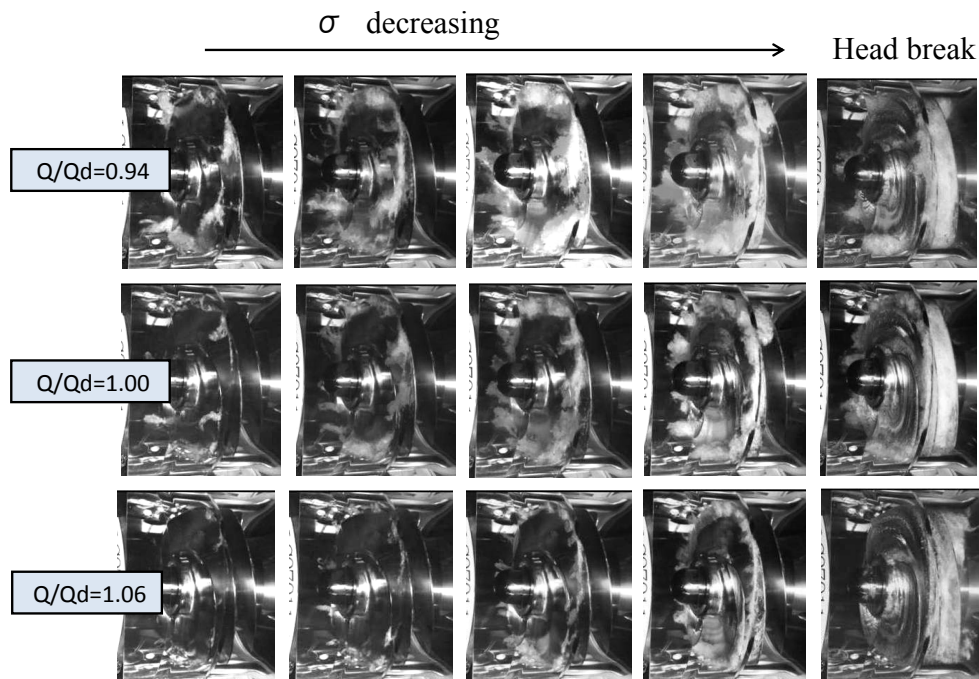 σ decreasing
Head break
Q/Qd=0.94
Q/Qd=1.00
Q/Qd=1.06